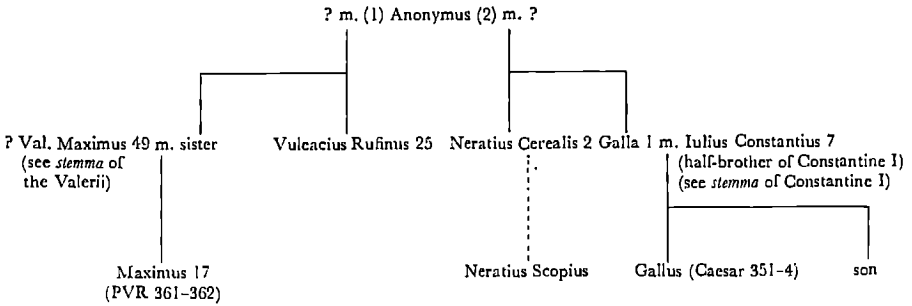 ? m. (1) Anonymus (2) m. ?
? Val. Maximus 49 m. sister Vulcacius Rufinus 25 Neratius Cerealis 2 Galla 1 m. Iulius Constantius 7
(see stemma of the Valerii)
(half-brother of Constantine I)
(see stemma of Constantine I)
Maximus 17
(PVR 361-362)
Neratius Scopius
Gallus (Caesar 351-4)
son